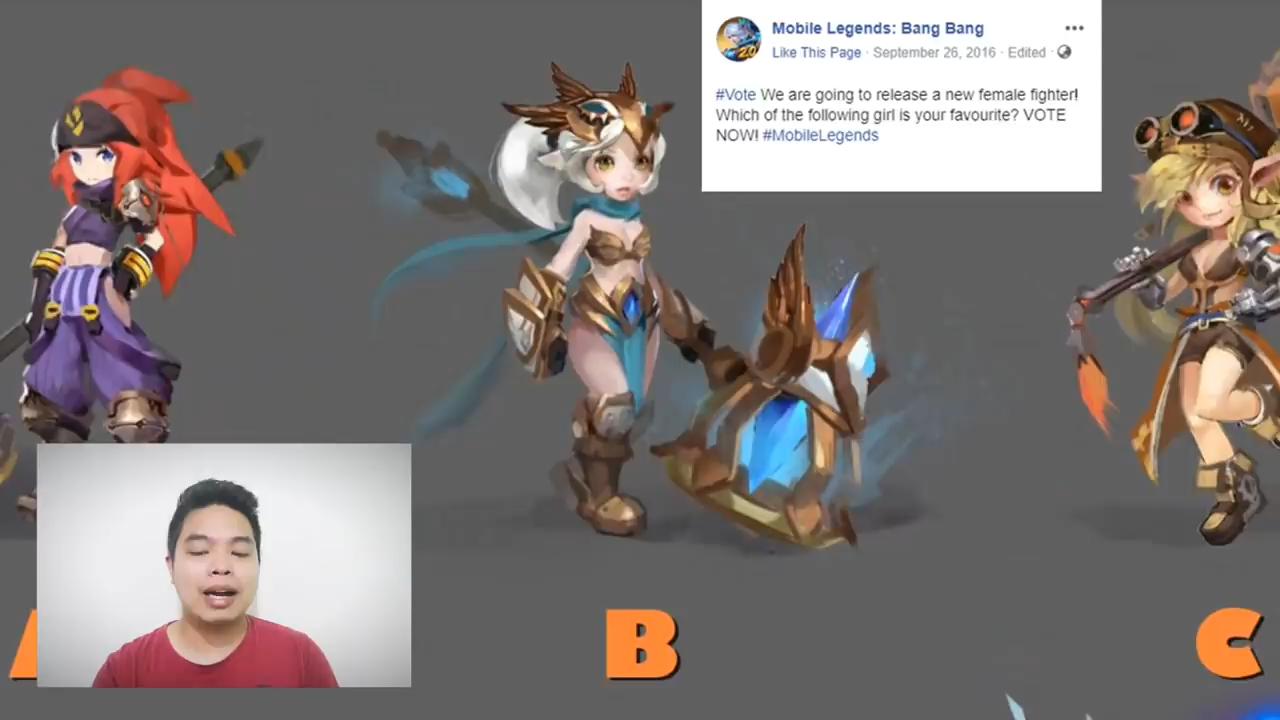 Mobile Legends: Bang Bang
Like This Page · September 26, 2016 · Edited ·
#Vote We are going to release a new female fighter!
Which of the following girl is your favourite? VOTE
NOW! #MobileLegends
A B C